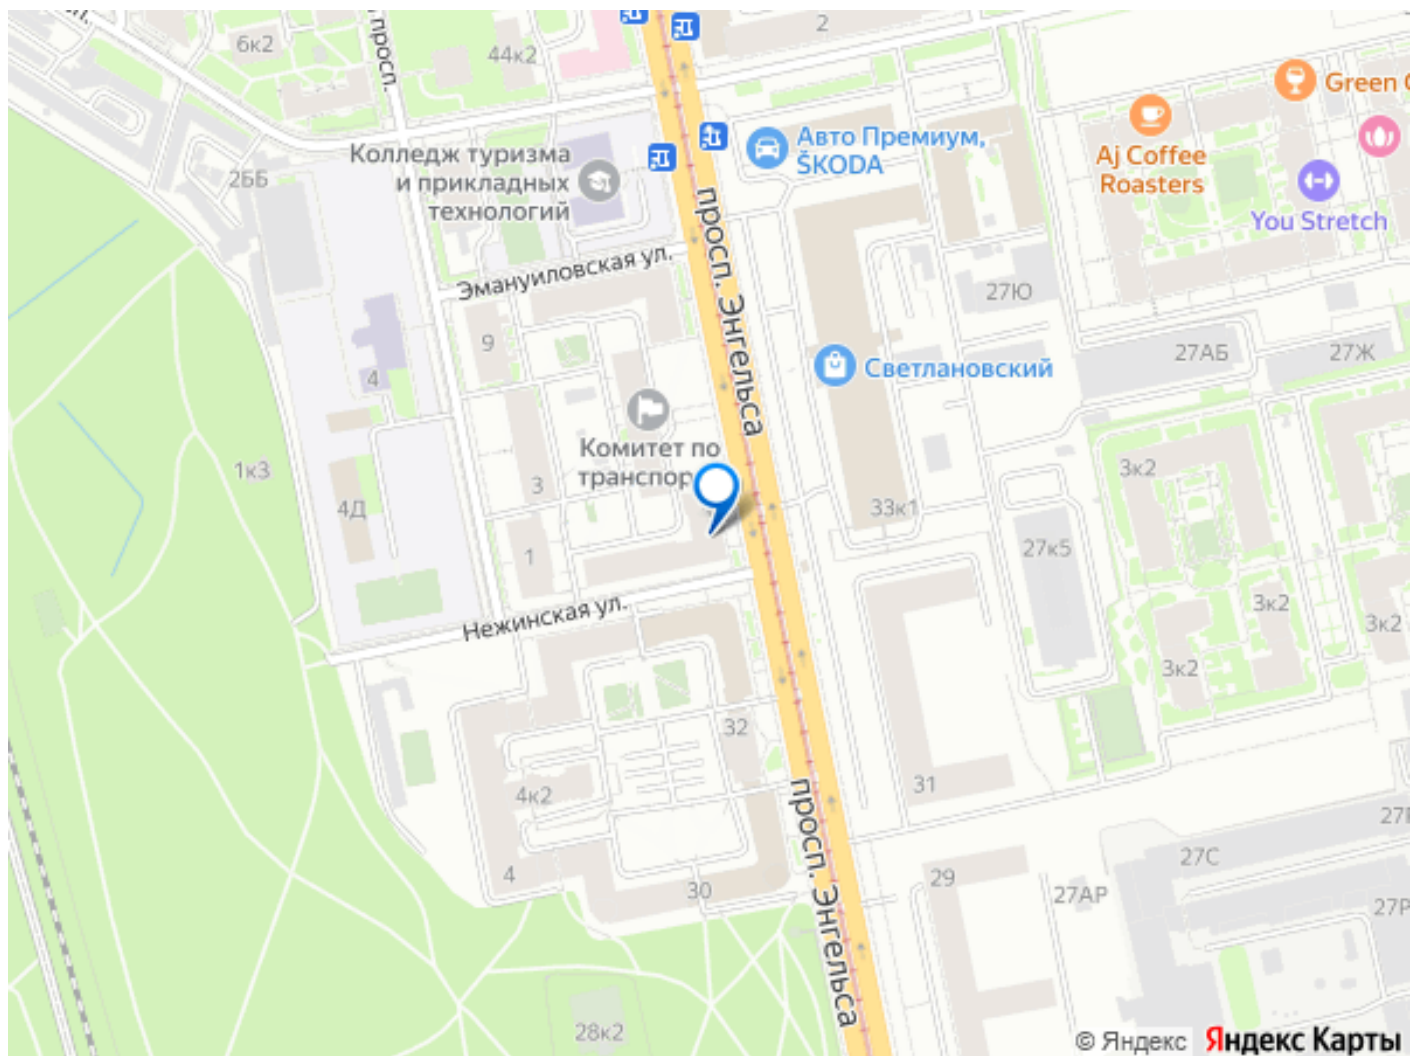 2
6к2
44к2
просп.
Green
Авто Премиум,
ŠKODA
Aj Coffee
Roasters
You Stretch
Колледж туризма
и прикладных
технологий
26Б
просп. Энгельса
Эмануиловская ул.
27Ю
9
27АБ
27Ж
4
Светлановский
Комитет по
1к3
3
3к2
4Д
33к1
27к5
1
3к2
3к2
Нежинская ул.
3к2
32
31
4к2
просп. Энгельса
27С
4
30
29
27АР
28к2
© Яндекс
Яндекс Карты